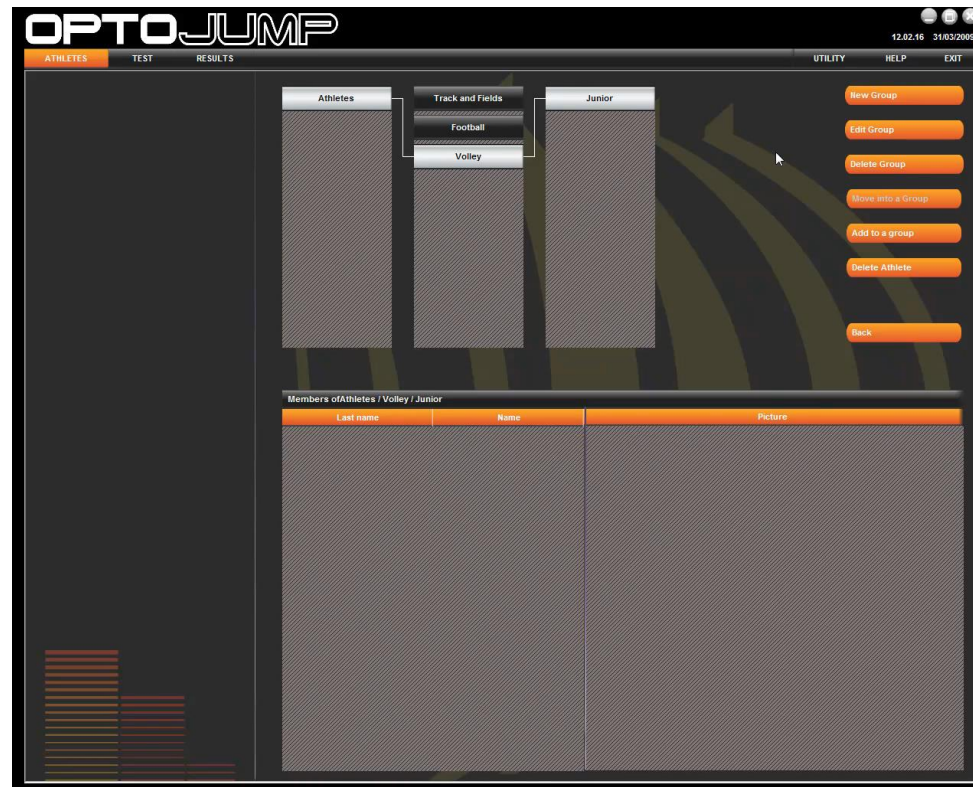 OPTOJUMP
12.02.16 31/03/2009
ATHLETES TEST RESULTS UTILITY HELP EXIT
Athletes Track and Fields Junior
Football
Volley
New Group
Edit Group
Delete Group
Move into a Group
Add to a group
Delete Athlete
Back
Members ofAthletes / Volley / Junior
Last name Name Picture